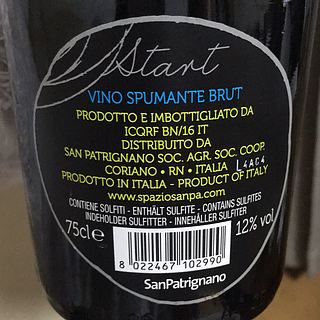 Start
VINO SPUMANTE BRUT
PRODOTTO E IMBOTTIGLIATO DA
ICQRF BN/16 IT
DISTRIBUITO DA
SAN PATRIGNANO SOC. AGR. SOC. COOP.
CORIANO • RN • ITALIA L4AC4
PRODOTTO IN ITALIA - PRODUCT OF ITALY
www.spaziosanpa.com
CONTIENE SOLFITI - ENTHÄLT SULFITE - CONTAINS SULFITES
INDEHOLDER SULFITTER - INNEHÅLLER SULFITER
75cl e 12% vol
8 022467 102990
SanPatrignano